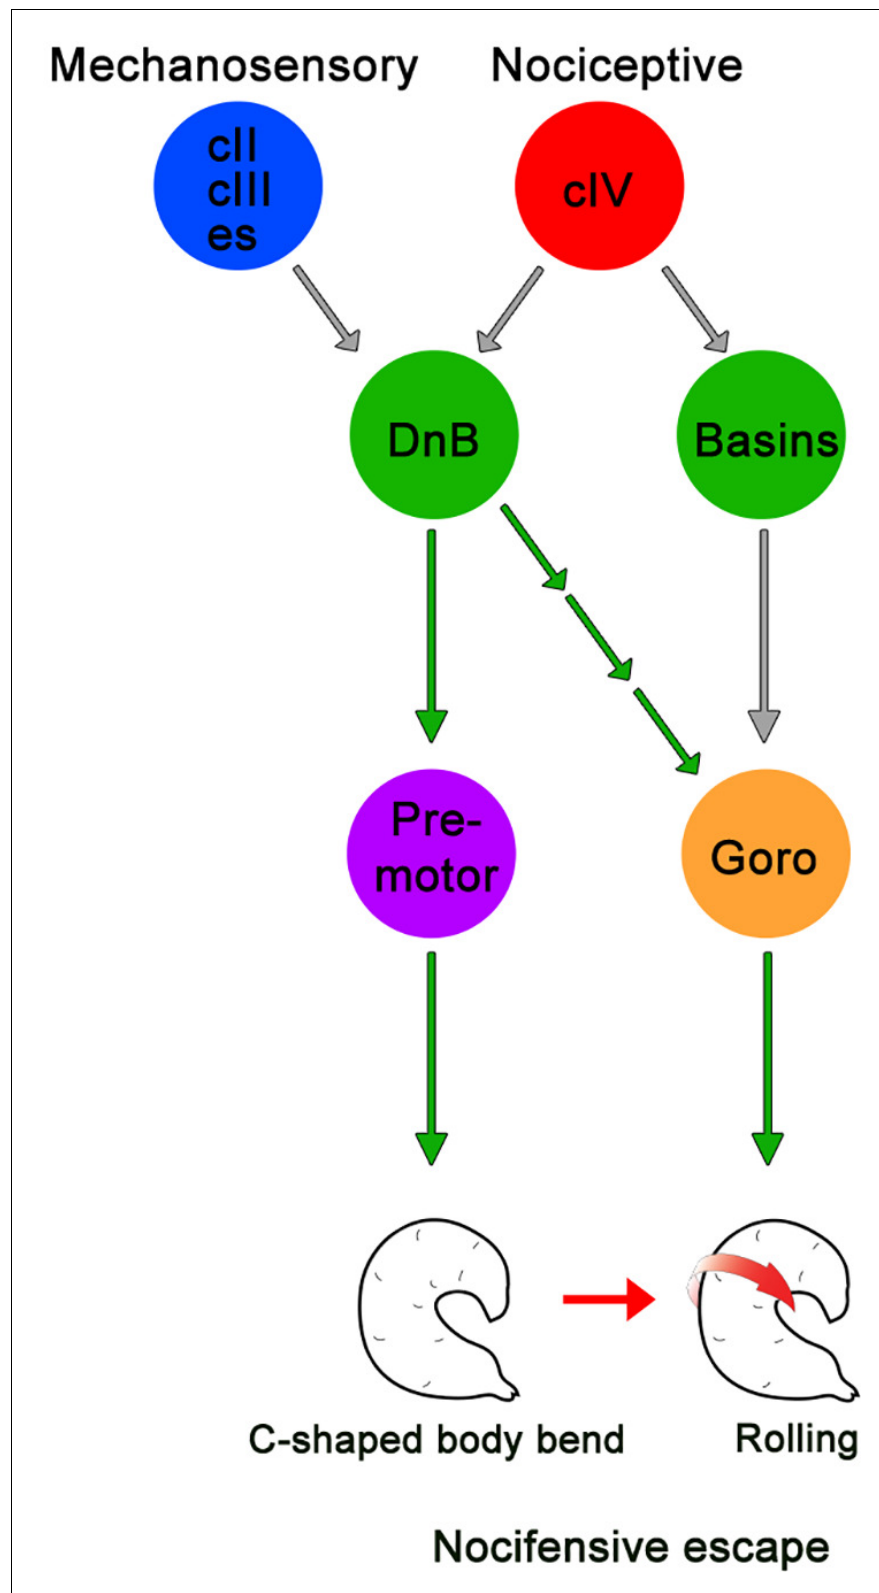 Mechanosensory
Nociceptive
cII
cIII
es
cIV
DnB
Basins
Pre-
motor
Goro
C-shaped body bend
Rolling
Nocifensive escape